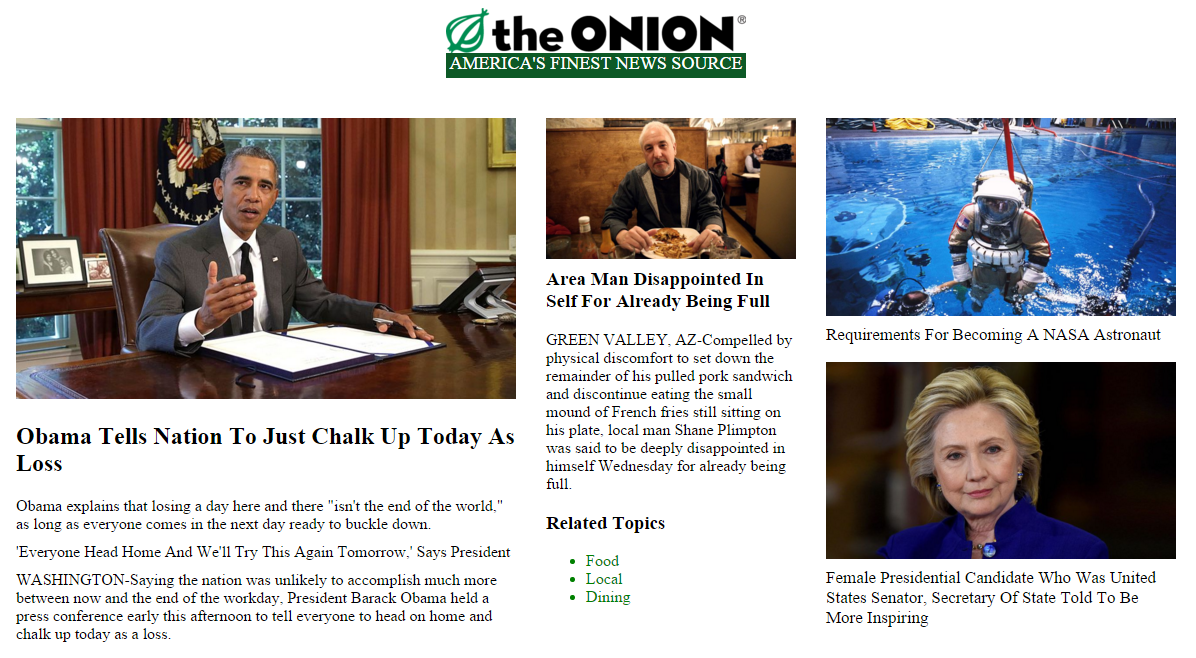 the ONION®
AMERICA'S FINEST NEWS SOURCE
Obama Tells Nation To Just Chalk Up Today As
Loss
Obama explains that losing a day here and there "isn't the end of the world,"
as long as everyone comes in the next day ready to buckle down.
'Everyone Head Home And We'll Try This Again Tomorrow,' Says President
WASHINGTON-Saying the nation was unlikely to accomplish much more
between now and the end of the workday, President Barack Obama held a
press conference early this afternoon to tell everyone to head on home and
chalk up today as a loss.
Area Man Disappointed In
Self For Already Being Full
GREEN VALLEY, AZ-Compelled by
physical discomfort to set down the
remainder of his pulled pork sandwich
and discontinue eating the small
mound of French fries still sitting on
his plate, local man Shane Plimpton
was said to be deeply disappointed in
himself Wednesday for already being
full.
Related Topics
• Food
• Local
• Dining
Requirements For Becoming A NASA Astronaut
Female Presidential Candidate Who Was United
States Senator, Secretary Of State Told To Be
More Inspiring